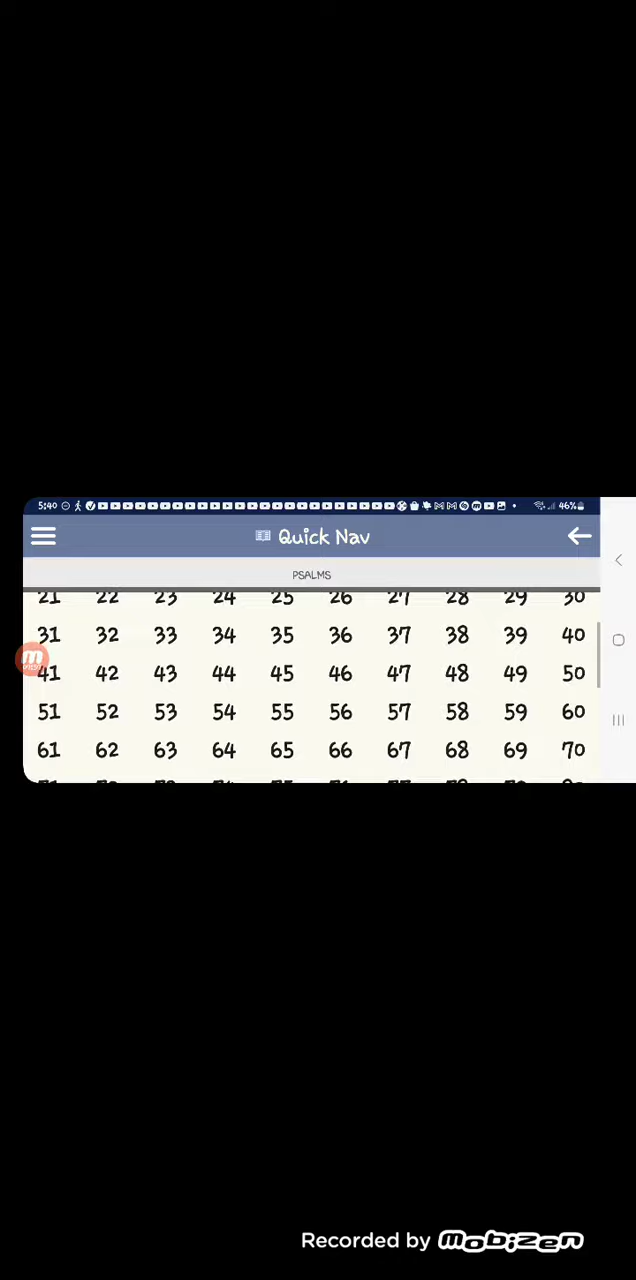 5:40 46%
Quick Nav
PSALMS
21 22 23 24 25 26 27 28 29 30
31 32 33 34 35 36 37 38 39 40
41 42 43 44 45 46 47 48 49 50
51 52 53 54 55 56 57 58 59 60
61 62 63 64 65 66 67 68 69 70
Recorded by mobizen